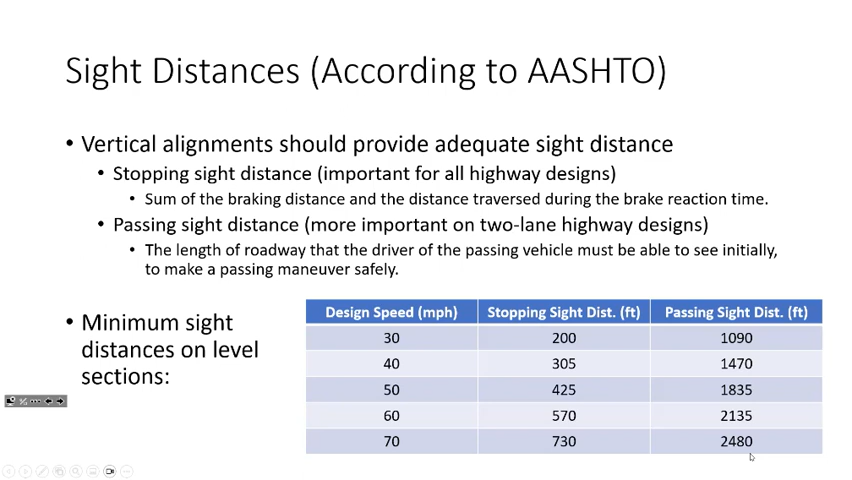 Sight Distances (According to AASHTO)
• Vertical alignments should provide adequate sight distance
• Stopping sight distance (important for all highway designs)
• Sum of the braking distance and the distance traversed during the brake reaction time.
• Passing sight distance (more important on two-lane highway designs)
• The length of roadway that the driver of the passing vehicle must be able to see initially,
to make a passing maneuver safely.
• Minimum sight
distances on level
sections:
Design Speed (mph) Stopping Sight Dist. (ft) Passing Sight Dist. (ft)
30 200 1090
40 305 1470
50 425 1835
60 570 2135
70 730 2480